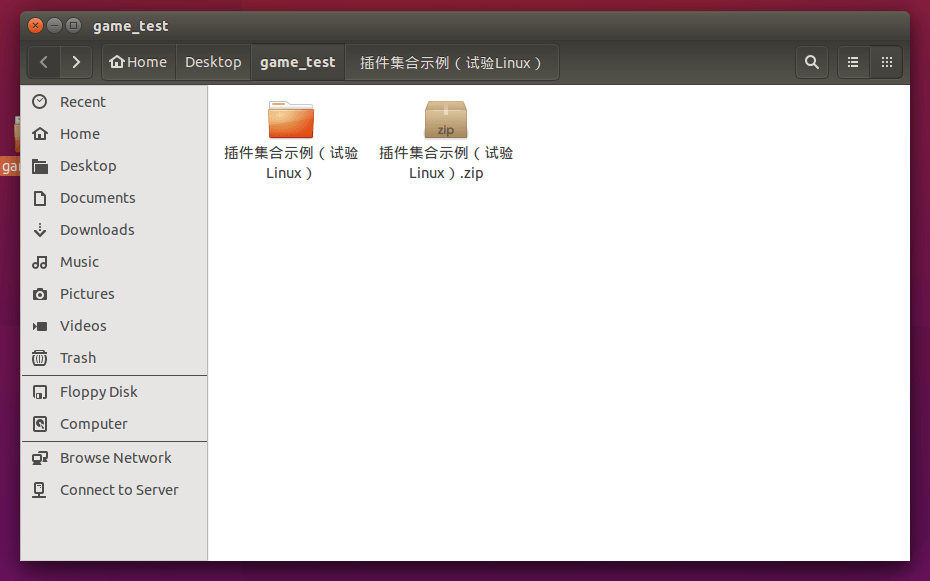 game_test
Home
Desktop
game_test
插件集合示例（试验Linux）
Recent
Home
Desktop
Documents
Downloads
Music
Pictures
Videos
Trash
Floppy Disk
Computer
Browse Network
Connect to Server
插件集合示例（试验
Linux）
zip
插件集合示例（试验
Linux）.zip